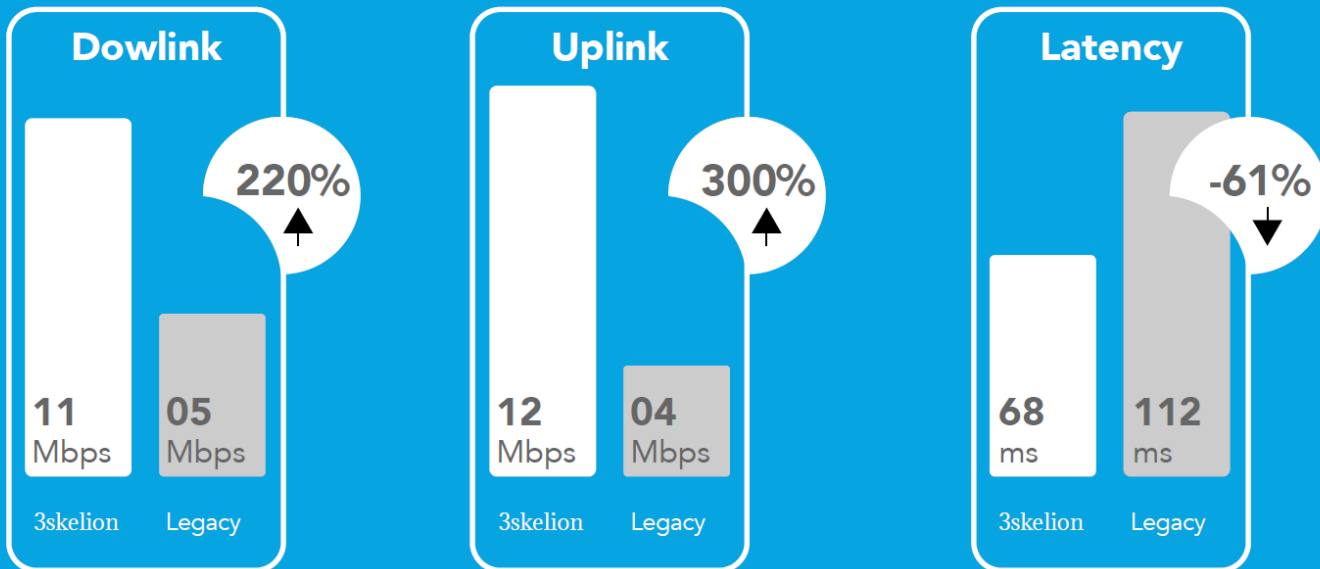 Dowlink
220%
11
Mbps
05
Mbps
3skelion
Legacy
Uplink
300%
12
Mbps
04
Mbps
3skelion
Legacy
Latency
-61%
68
ms
112
ms
3skelion
Legacy